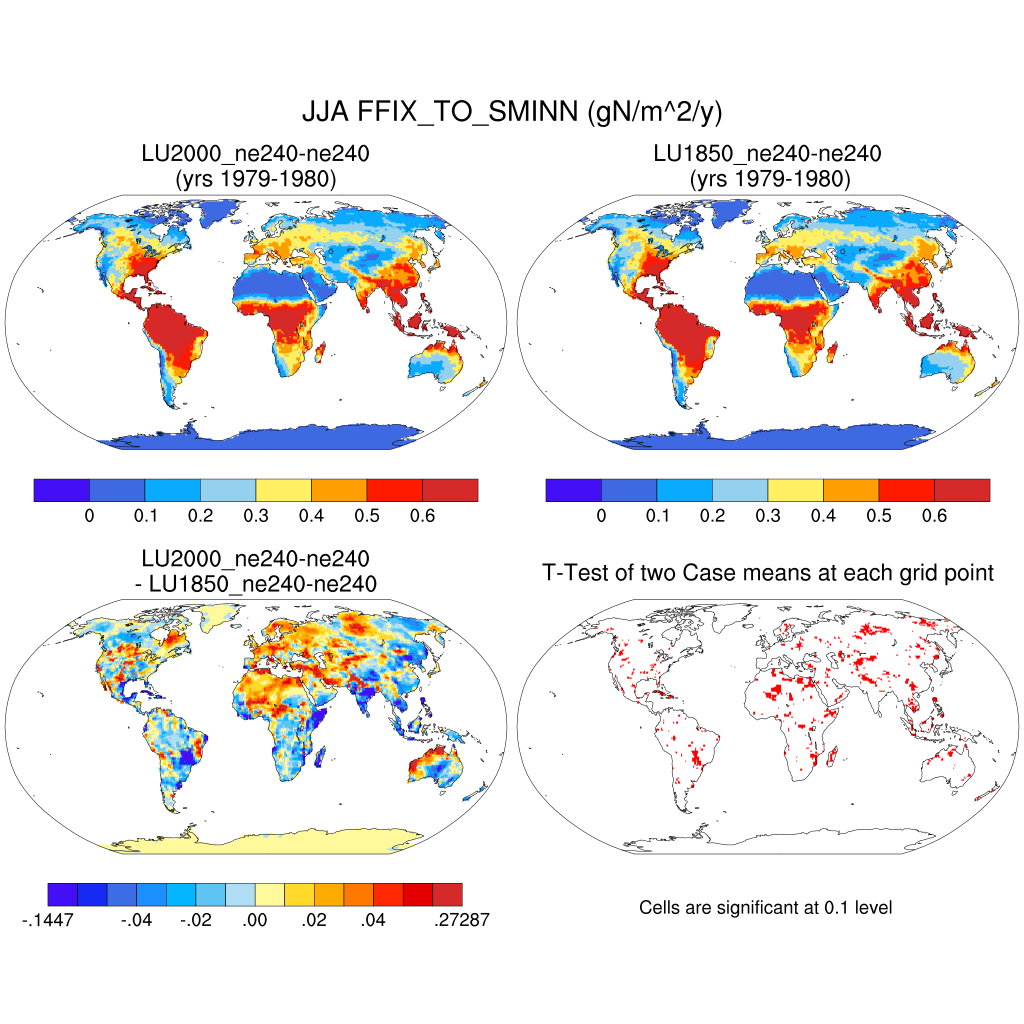 JJA FFIX_TO_SMINN (gN/m^2/y)
LU2000_ne240-ne240
(yrs 1979-1980)
LU1850_ne240-ne240
(yrs 1979-1980)
0 0.1 0.2 0.3 0.4 0.5 0.6
0 0.1 0.2 0.3 0.4 0.5 0.6
LU2000_ne240-ne240
- LU1850_ne240-ne240
T-Test of two Case means at each grid point
-.1447 -.04 -.02 .00 .02 .04 .27287
Cells are significant at 0.1 level